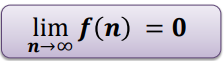 lim f(n) = 0
n→∞